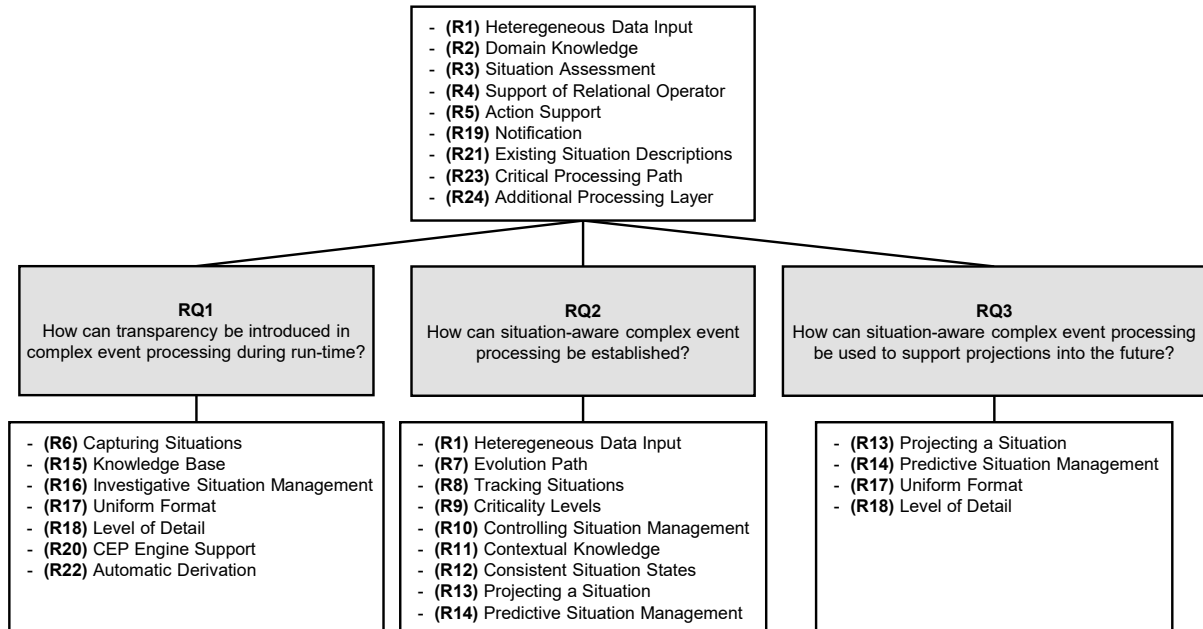 - (R1) Heteregeneous Data Input
- (R2) Domain Knowledge
- (R3) Situation Assessment
- (R4) Support of Relational Operator
- (R5) Action Support
- (R19) Notification
- (R21) Existing Situation Descriptions
- (R23) Critical Processing Path
- (R24) Additional Processing Layer
RQ1
How can transparency be introduced in
complex event processing during run-time?
RQ2
How can situation-aware complex event
processing be established?
RQ3
How can situation-aware complex event processing
be used to support projections into the future?
- (R6) Capturing Situations
- (R15) Knowledge Base
- (R16) Investigative Situation Management
- (R17) Uniform Format
- (R18) Level of Detail
- (R20) CEP Engine Support
- (R22) Automatic Derivation
- (R1) Heteregeneous Data Input
- (R7) Evolution Path
- (R8) Tracking Situations
- (R9) Criticality Levels
- (R10) Controlling Situation Management
- (R11) Contextual Knowledge
- (R12) Consistent Situation States
- (R13) Projecting a Situation
- (R14) Predictive Situation Management
- (R13) Projecting a Situation
- (R14) Predictive Situation Management
- (R17) Uniform Format
- (R18) Level of Detail